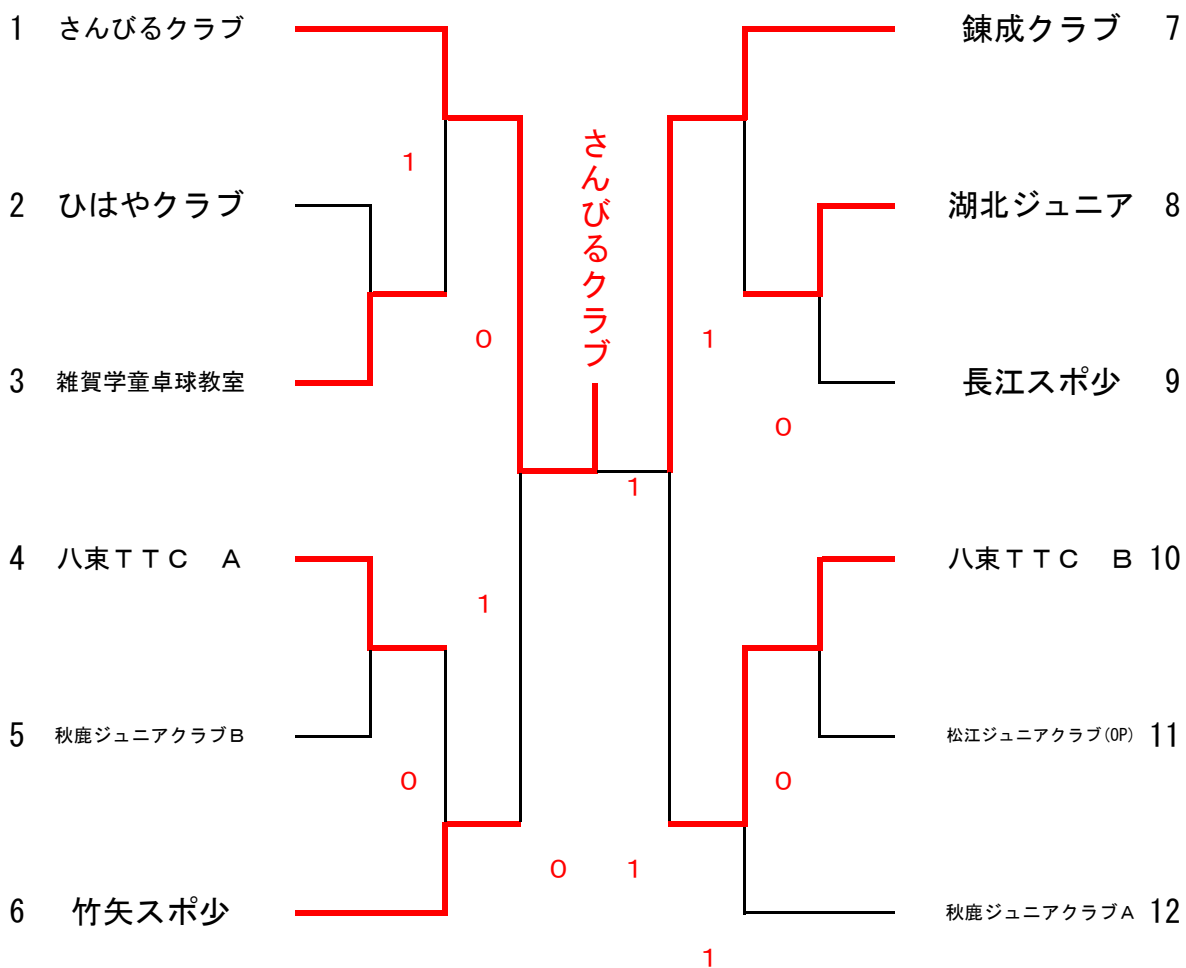 1 さんびるクラブ
錬成クラブ 7
さんびるクラブ
1
2 ひはやクラブ
湖北ジュニア 8
0
1
3 雑賀学童卓球教室
長江スポ少 9
0
1
4 八束TTC A
八束TTC B 10
1
5 秋鹿ジュニアクラブB
松江ジュニアクラブ(OP) 11
0
0
0
1
6 竹矢スポ少
秋鹿ジュニアクラブA 12
1